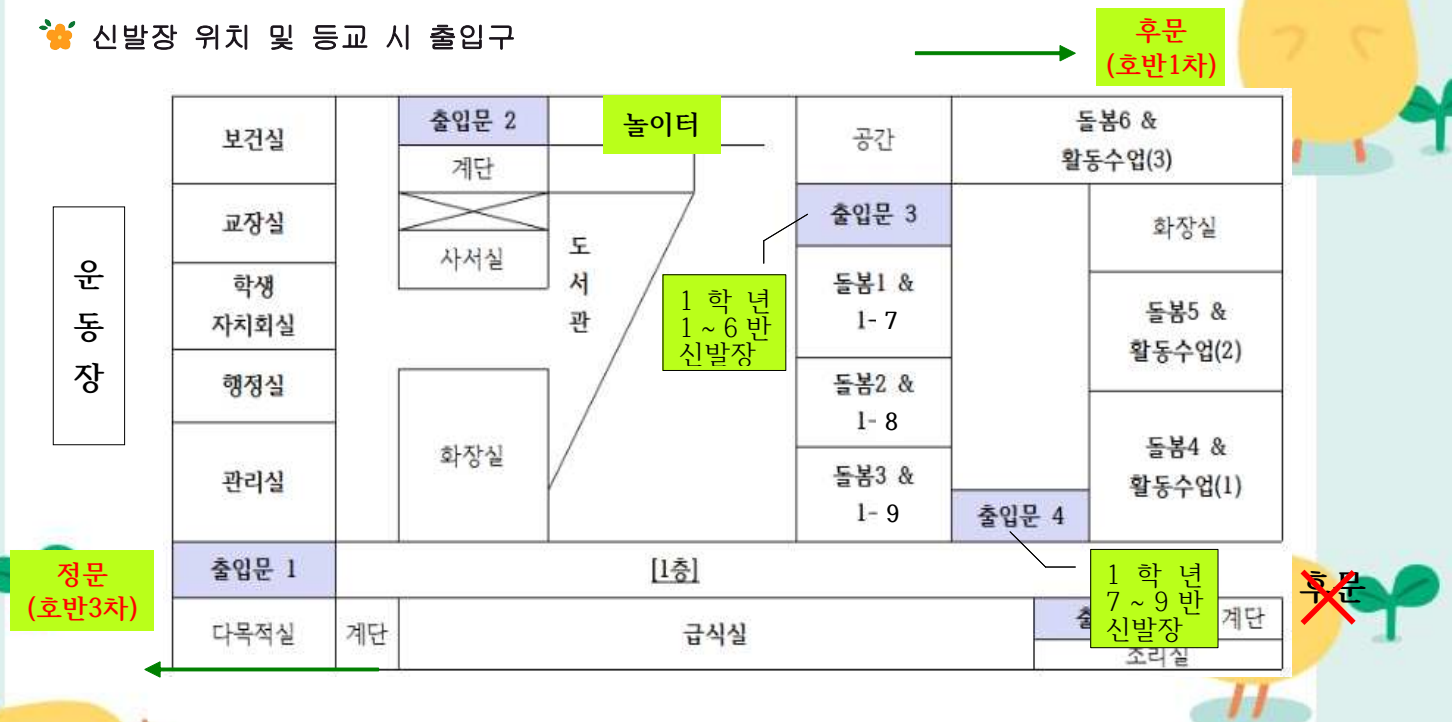 신발장 위치 및 등교 시 출입구
후문
(호반1차)
운
동
장
보건실
교장실
학생
자치회실
행정실
관리실
출입문 1
다목적실
계단
출입문 2
계단
사서실
화장실
도
서
관
놀이터
[1층]
급식실
공간
출입문 3
1 학 년
1 ~ 6 반
신발장
돌봄1 &
1- 7
돌봄2 &
1- 8
돌봄3 &
1- 9
돌봄6 &
활동수업(3)
화장실
돌봄5 &
활동수업(2)
돌봄4 &
활동수업(1)
출입문 4
1 학 년
7 ~ 9 반
신발장
계단
조리실
정문
(호반3차)
후문